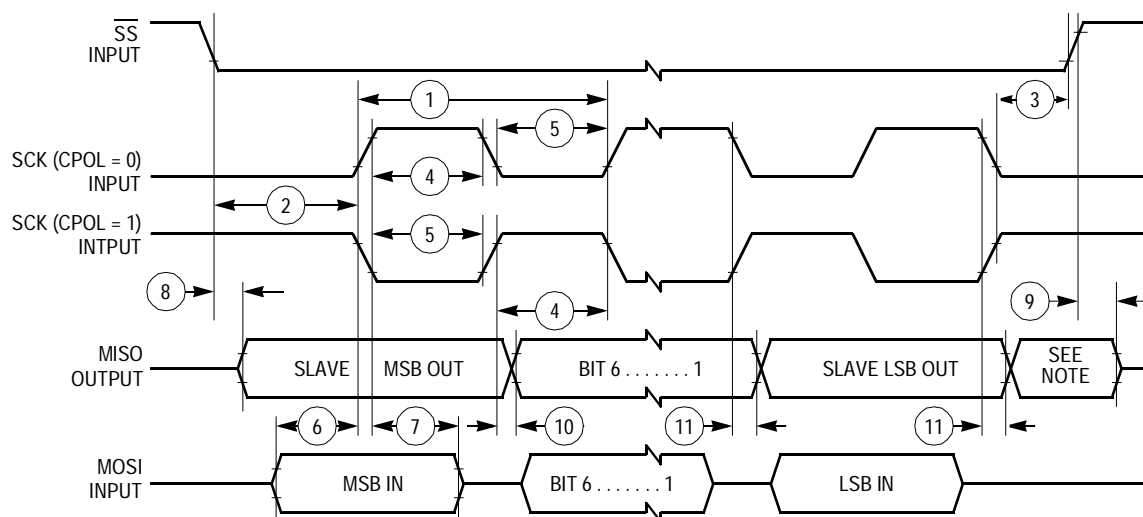 SS
INPUT
1
3
5
SCK (CPOL = 0)
INPUT
4
2
SCK (CPOL = 1)
INTPUT
5
8
9
4
MISO
OUTPUT
SLAVE MSB OUT
BIT 6 . . . . . . . 1
SLAVE LSB OUT
SEE
NOTE
6
7
10
11
11
MOSI
INPUT
MSB IN
BIT 6 . . . . . . . 1
LSB IN